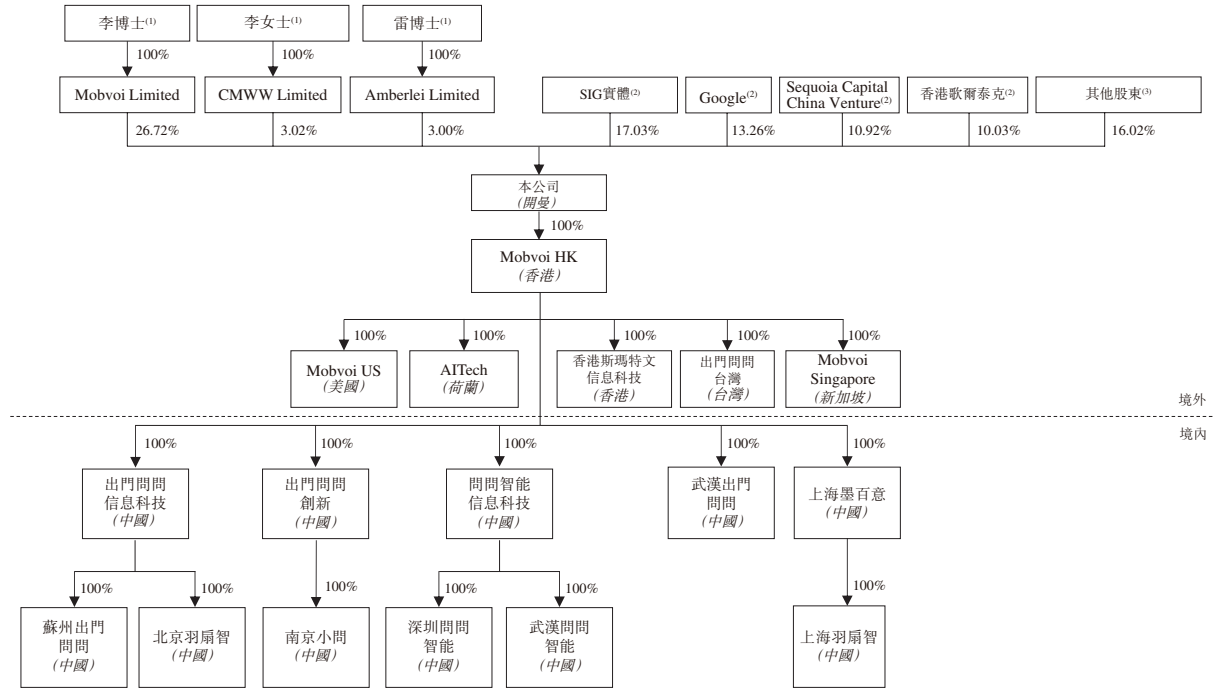 李博士(1)
李女士(1)
雷博士(1)
100%
100%
100%
Mobvoi Limited
CMWW Limited
Amberlei Limited
SIG實體(2)
Google(2)
Sequoia Capital
China Venture(2)
香港歌爾泰克(2)
其他股東(3)
26.72%
3.02%
3.00%
17.03%
13.26%
10.92%
10.03%
16.02%
本公司
(開曼)
100%
Mobvoi HK
(香港)
100%
100%
100%
100%
100%
Mobvoi US
(美國)
AITech
(荷蘭)
香港斯瑪特文
信息科技
(香港)
出門問問
台灣
(台灣)
Mobvoi
Singapore
(新加坡)
境外
境內
100%
100%
100%
100%
100%
出門問問
信息科技
(中國)
出門問問
創新
(中國)
問問智能
信息科技
(中國)
武漢出門
問問
(中國)
上海墨百意
(中國)
100%
100%
100%
100%
100%
100%
蘇州出門
問問
(中國)
北京羽扇智
(中國)
南京小問
(中國)
深圳問問
智能
(中國)
武漢問問
智能
(中國)
上海羽扇智
(中國)